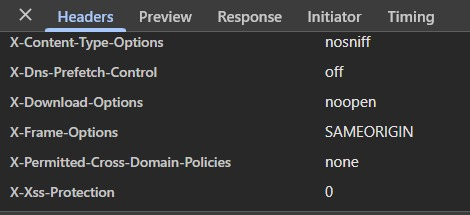 Headers Preview Response Initiator Timing
X-Content-Type-Options nosniff
X-Dns-Prefetch-Control off
X-Download-Options noopen
X-Frame-Options SAMEORIGIN
X-Permitted-Cross-Domain-Policies none
X-Xss-Protection 0